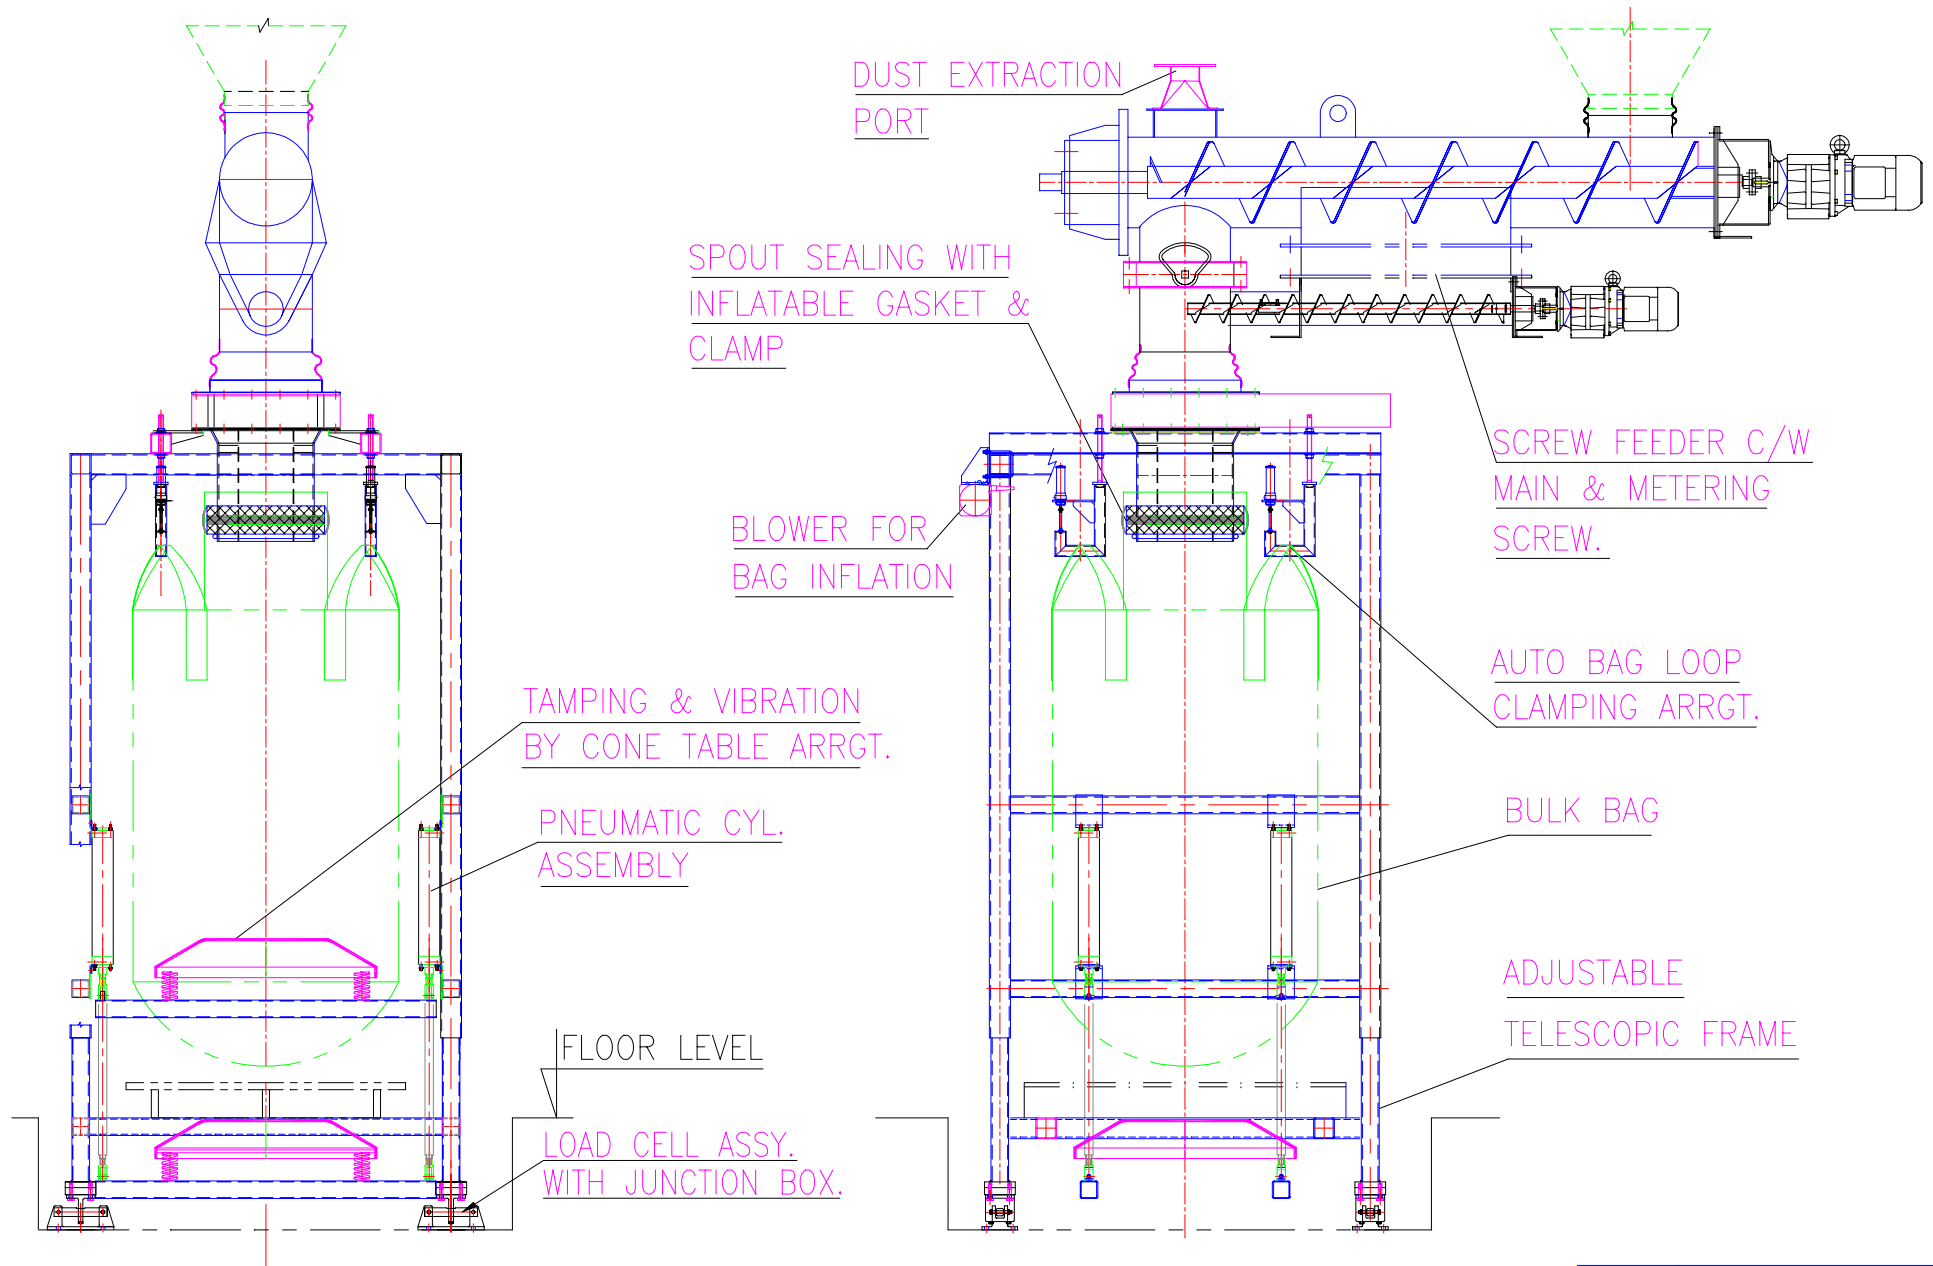 DUST EXTRACTION
PORT
SPOUT SEALING WITH
INFLATABLE GASKET &
CLAMP
SCREW FEEDER C/W
MAIN & METERING
SCREW.
BLOWER FOR
BAG INFLATION
AUTO BAG LOOP
CLAMPING ARRGT.
TAMPING & VIBRATION
BY CONE TABLE ARRGT.
BULK BAG
PNEUMATIC CYL.
ASSEMBLY
ADJUSTABLE
TELESCOPIC FRAME
FLOOR LEVEL
LOAD CELL ASSY.
WITH JUNCTION BOX.